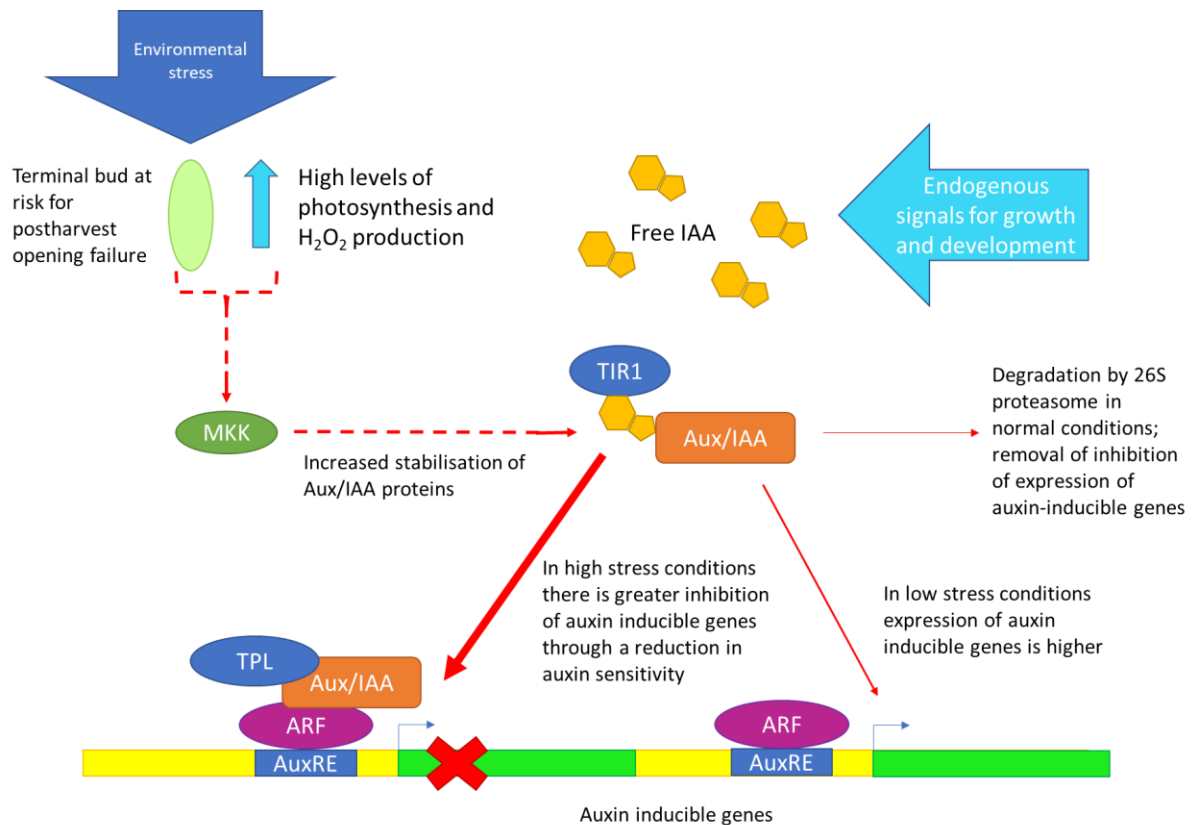 Environmental
stress
Terminal bud at
risk for
postharvest
opening failure
High levels of
photosynthesis and
H₂O₂ production
Free IAA
Endogenous
signals for growth
and development
TIR1
MKK
Aux/IAA
Increased stabilisation of
Aux/IAA proteins
Degradation by 26S
proteasome in
normal conditions;
removal of inhibition
of expression of
auxin-inducible genes
In high stress conditions
there is greater inhibition
of auxin inducible genes
through a reduction in
auxin sensitivity
In low stress conditions
expression of auxin
inducible genes is higher
TPL
Aux/IAA
ARF
AuxRE
ARF
AuxRE
Auxin inducible genes